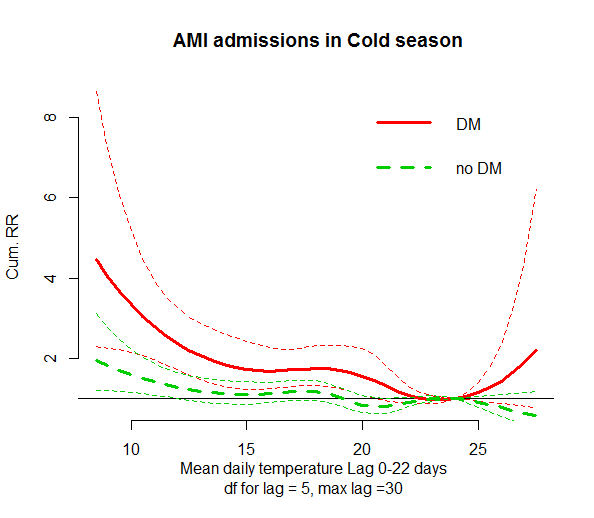 AMI admissions in Cold season
DM
no DM
Cum. RR
8
6
4
2
10
15
20
25
Mean daily temperature Lag 0-22 days
df for lag = 5, max lag =30